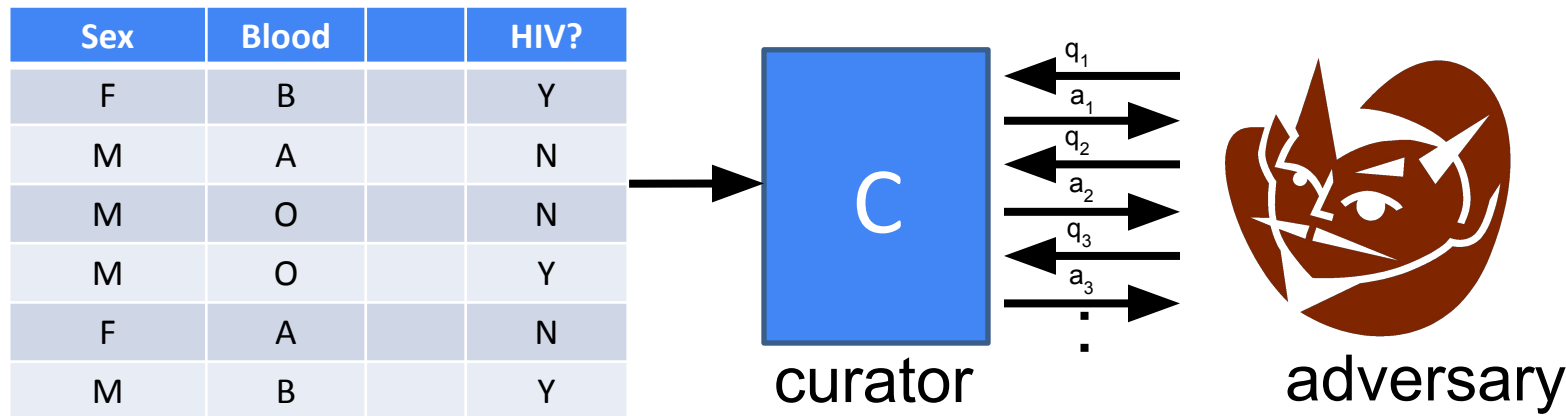 Sex Blood HIV?
F B Y
M A N
M O N
M O Y
F A N
M B Y
C
curator
q1
a1
q2
a2
q3
a3
adversary